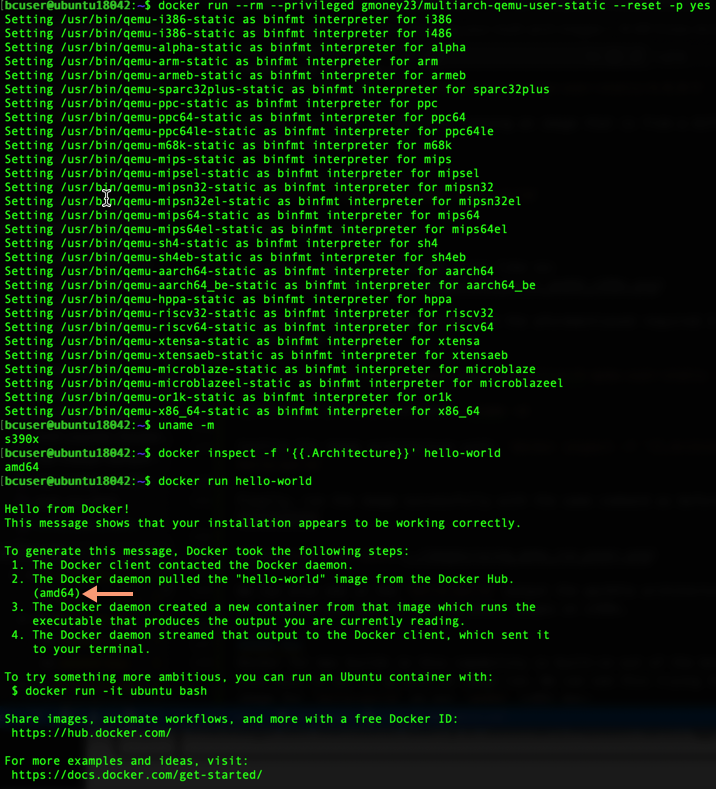 [bcuser@ubuntu18042:~$ docker run --rm --privileged gmoney23/multiarch-qemu-user-static --reset -p yes
Setting /usr/bin/qemu-i386-static as binfmt interpreter for i386
Setting /usr/bin/qemu-i386-static as binfmt interpreter for i486
Setting /usr/bin/qemu-alpha-static as binfmt interpreter for alpha
Setting /usr/bin/qemu-arm-static as binfmt interpreter for arm
Setting /usr/bin/qemu-armeb-static as binfmt interpreter for armeb
Setting /usr/bin/qemu-sparc32plus-static as binfmt interpreter for sparc32plus
Setting /usr/bin/qemu-ppc-static as binfmt interpreter for ppc
Setting /usr/bin/qemu-ppc64-static as binfmt interpreter for ppc64
Setting /usr/bin/qemu-ppc64le-static as binfmt interpreter for ppc64le
Setting /usr/bin/qemu-m68k-static as binfmt interpreter for m68k
Setting /usr/bin/qemu-mips-static as binfmt interpreter for mips
Setting /usr/bin/qemu-mipsel-static as binfmt interpreter for mipsel
Setting /usr/bin/qemu-mipsn32-static as binfmt interpreter for mipsn32
Setting /usr/bin/qemu-mipsn32el-static as binfmt interpreter for mipsn32el
Setting /usr/bin/qemu-mips64-static as binfmt interpreter for mips64
Setting /usr/bin/qemu-mips64el-static as binfmt interpreter for mips64el
Setting /usr/bin/qemu-sh4-static as binfmt interpreter for sh4
Setting /usr/bin/qemu-sh4eb-static as binfmt interpreter for sh4eb
Setting /usr/bin/qemu-aarch64-static as binfmt interpreter for aarch64
Setting /usr/bin/qemu-aarch64_be-static as binfmt interpreter for aarch64_be
Setting /usr/bin/qemu-hppa-static as binfmt interpreter for hppa
Setting /usr/bin/qemu-riscv32-static as binfmt interpreter for riscv32
Setting /usr/bin/qemu-riscv64-static as binfmt interpreter for riscv64
Setting /usr/bin/qemu-xtensa-static as binfmt interpreter for xtensa
Setting /usr/bin/qemu-xtensaeb-static as binfmt interpreter for xtensaeb
Setting /usr/bin/qemu-microblaze-static as binfmt interpreter for microblaze
Setting /usr/bin/qemu-microblazeel-static as binfmt interpreter for microblazeel
Setting /usr/bin/qemu-or1k-static as binfmt interpreter for or1k
Setting /usr/bin/qemu-x86_64-static as binfmt interpreter for x86_64
[bcuser@ubuntu18042:~$ uname -m
s390x
[bcuser@ubuntu18042:~$ docker inspect -f '{{.Architecture}}' hello-world
amd64
[bcuser@ubuntu18042:~$ docker run hello-world
Hello from Docker!
This message shows that your installation appears to be working correctly.
To generate this message, Docker took the following steps:
1. The Docker client contacted the Docker daemon.
2. The Docker daemon pulled the "hello-world" image from the Docker Hub.
(amd64)
3. The Docker daemon created a new container from that image which runs the
executable that produces the output you are currently reading.
4. The Docker daemon streamed that output to the Docker client, which sent it
to your terminal.
To try something more ambitious, you can run an Ubuntu container with:
$ docker run -it ubuntu bash
Share images, automate workflows, and more with a free Docker ID:
https://hub.docker.com/
For more examples and ideas, visit:
https://docs.docker.com/get-started/